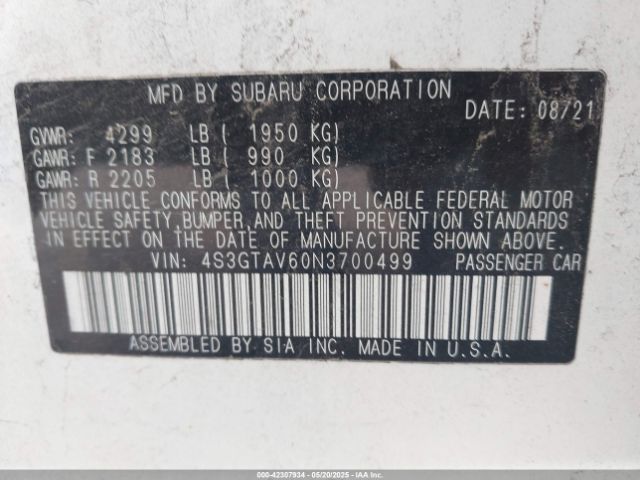 MFD BY SUBARU CORPORATION
DATE: 08/21
GVWR: 4299 LB ( 1950 KG)
GAWR: F 2183 LB ( 990 KG)
GAWR: R 2205 LB ( 1000 KG)
THIS VEHICLE CONFORMS TO ALL APPLICABLE FEDERAL MOTOR
VEHICLE SAFETY,BUMPER,AND THEFT PREVENTION STANDARDS
IN EFFECT ON THE DATE OF MANUFACTURE SHOWN ABOVE.
VIN: 4S3GTAV60N3700499 PASSENGER CAR
ASSEMBLED BY SIA INC. MADE IN U.S.A.
000-42307934 - 05/20/2025 - IAAI.COM